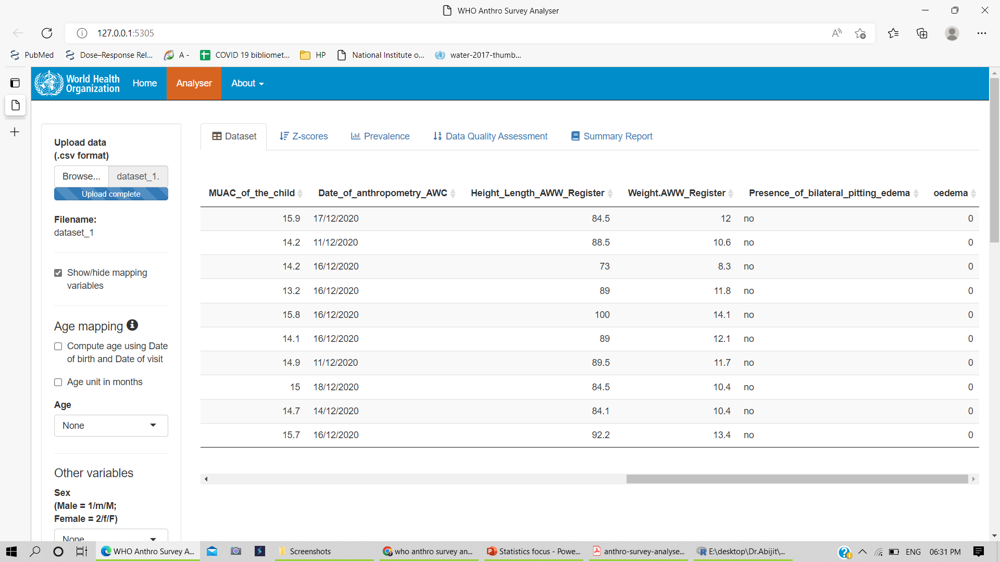 WHO Anthro Survey Analyser
127.0.0.1:5305
PubMed
Dose–Response Rel...
A -
COVID 19 bibliomet...
HP
National Institute o...
water-2017-thumb...
World Health
Organization
Home
Analyser
About
Upload data
(.csv format)
Browse...
dataset_1.
Upload complete
Filename:
dataset_1
Show/hide mapping
variables
Age mapping
Compute age using Date
of birth and Date of visit
Age unit in months
Age
None
Other variables
Sex
(Male = 1/m/M;
Female = 2/f/F)
None
Dataset
Z-scores
Prevalence
Data Quality Assessment
Summary Report
MUAC_of_the_child Date_of_anthropometry_AWC Height_Length_AWW_Register Weight.AWW_Register Presence_of_bilateral_pitting_edema oedema
15.9 17/12/2020 84.5 12 no 0
14.2 11/12/2020 88.5 10.6 no 0
14.2 16/12/2020 73 8.3 no 0
13.2 16/12/2020 89 11.8 no 0
15.8 16/12/2020 100 14.1 no 0
14.1 16/12/2020 89 12.1 no 0
14.9 11/12/2020 89.5 11.7 no 0
15 18/12/2020 84.5 10.4 no 0
14.7 14/12/2020 84.1 10.4 no 0
15.7 16/12/2020 92.2 13.4 no 0
WHO Anthro Survey A...
Screenshots
who anthro survey an...
Statistics focus - Powe...
anthro-survey-analyse...
E:\desktop\Dr.Abijit\...
ENG
06:31 PM